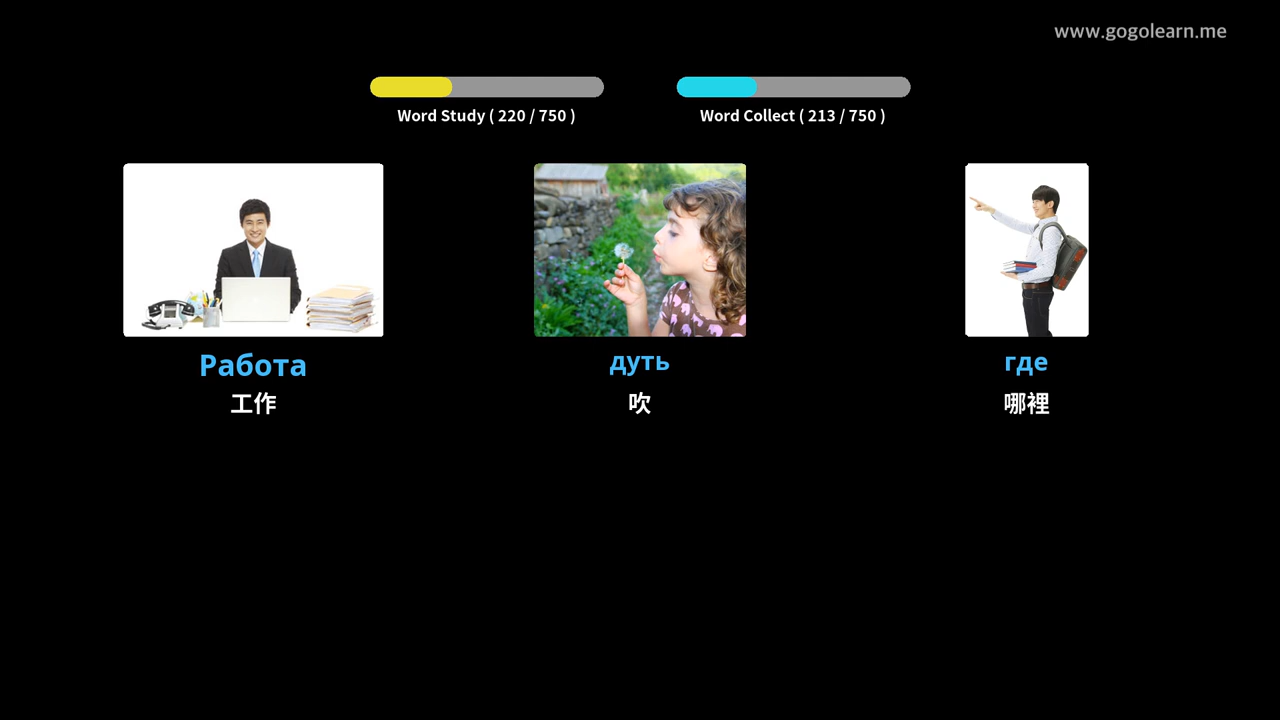 www.gogolearn.me
Word Study ( 220 / 750 )
Word Collect ( 213 / 750 )
Работа
工作
дуть
吹
где
哪裡